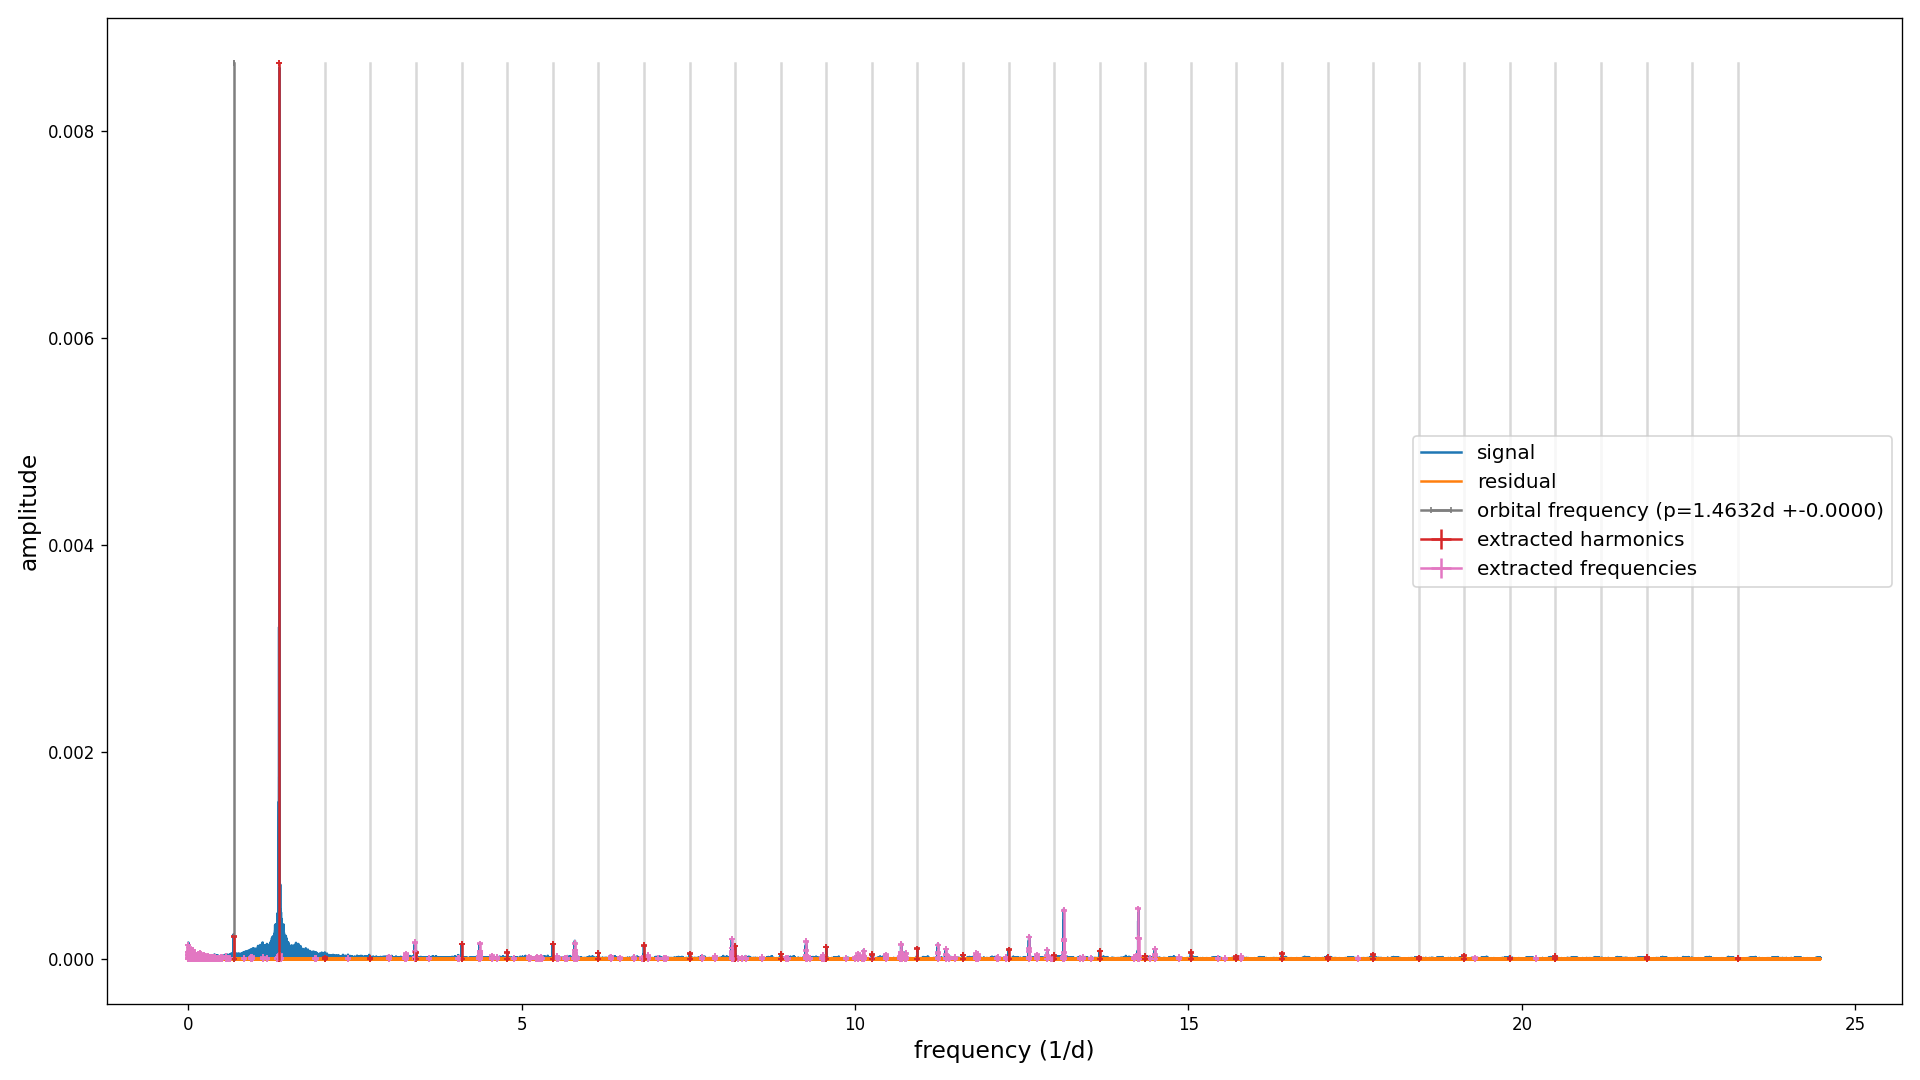 0.008
0.006
0.004
0.002
0.000
amplitude
signal
residual
orbital frequency (p=1.4632d +-0.0000)
extracted harmonics
extracted frequencies
0 5 10 15 20 25
frequency (1/d)